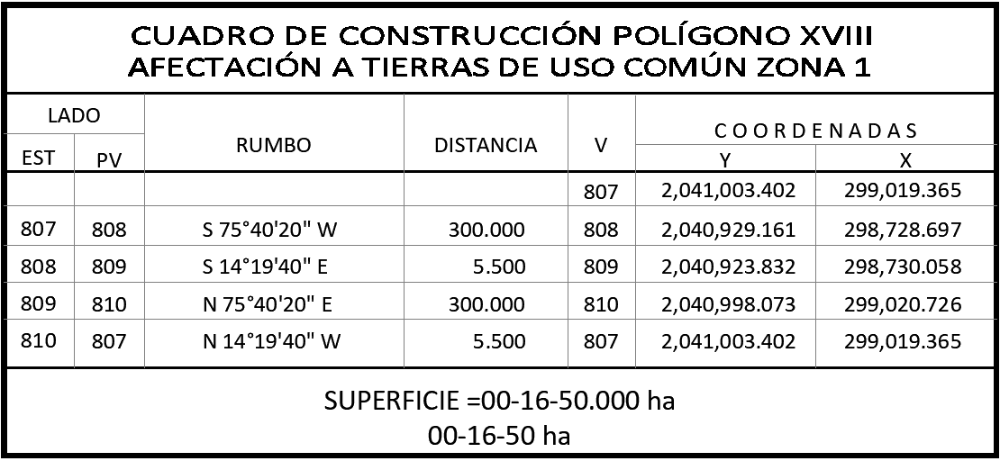 CUADRO DE CONSTRUCCIÓN POLÍGONO XVIII
AFECTACIÓN A TIERRAS DE USO COMÚN ZONA 1
LADO RUMBO DISTANCIA V C O O R D E N A D A S
EST PV Y X
807 2,041,003.402 299,019.365
807 808 S 75°40'20" W 300.000 808 2,040,929.161 298,728.697
808 809 S 14°19'40" E 5.500 809 2,040,923.832 298,730.058
809 810 N 75°40'20" E 300.000 810 2,040,998.073 299,020.726
810 807 N 14°19'40" W 5.500 807 2,041,003.402 299,019.365
SUPERFICIE =00-16-50.000 ha
00-16-50 ha